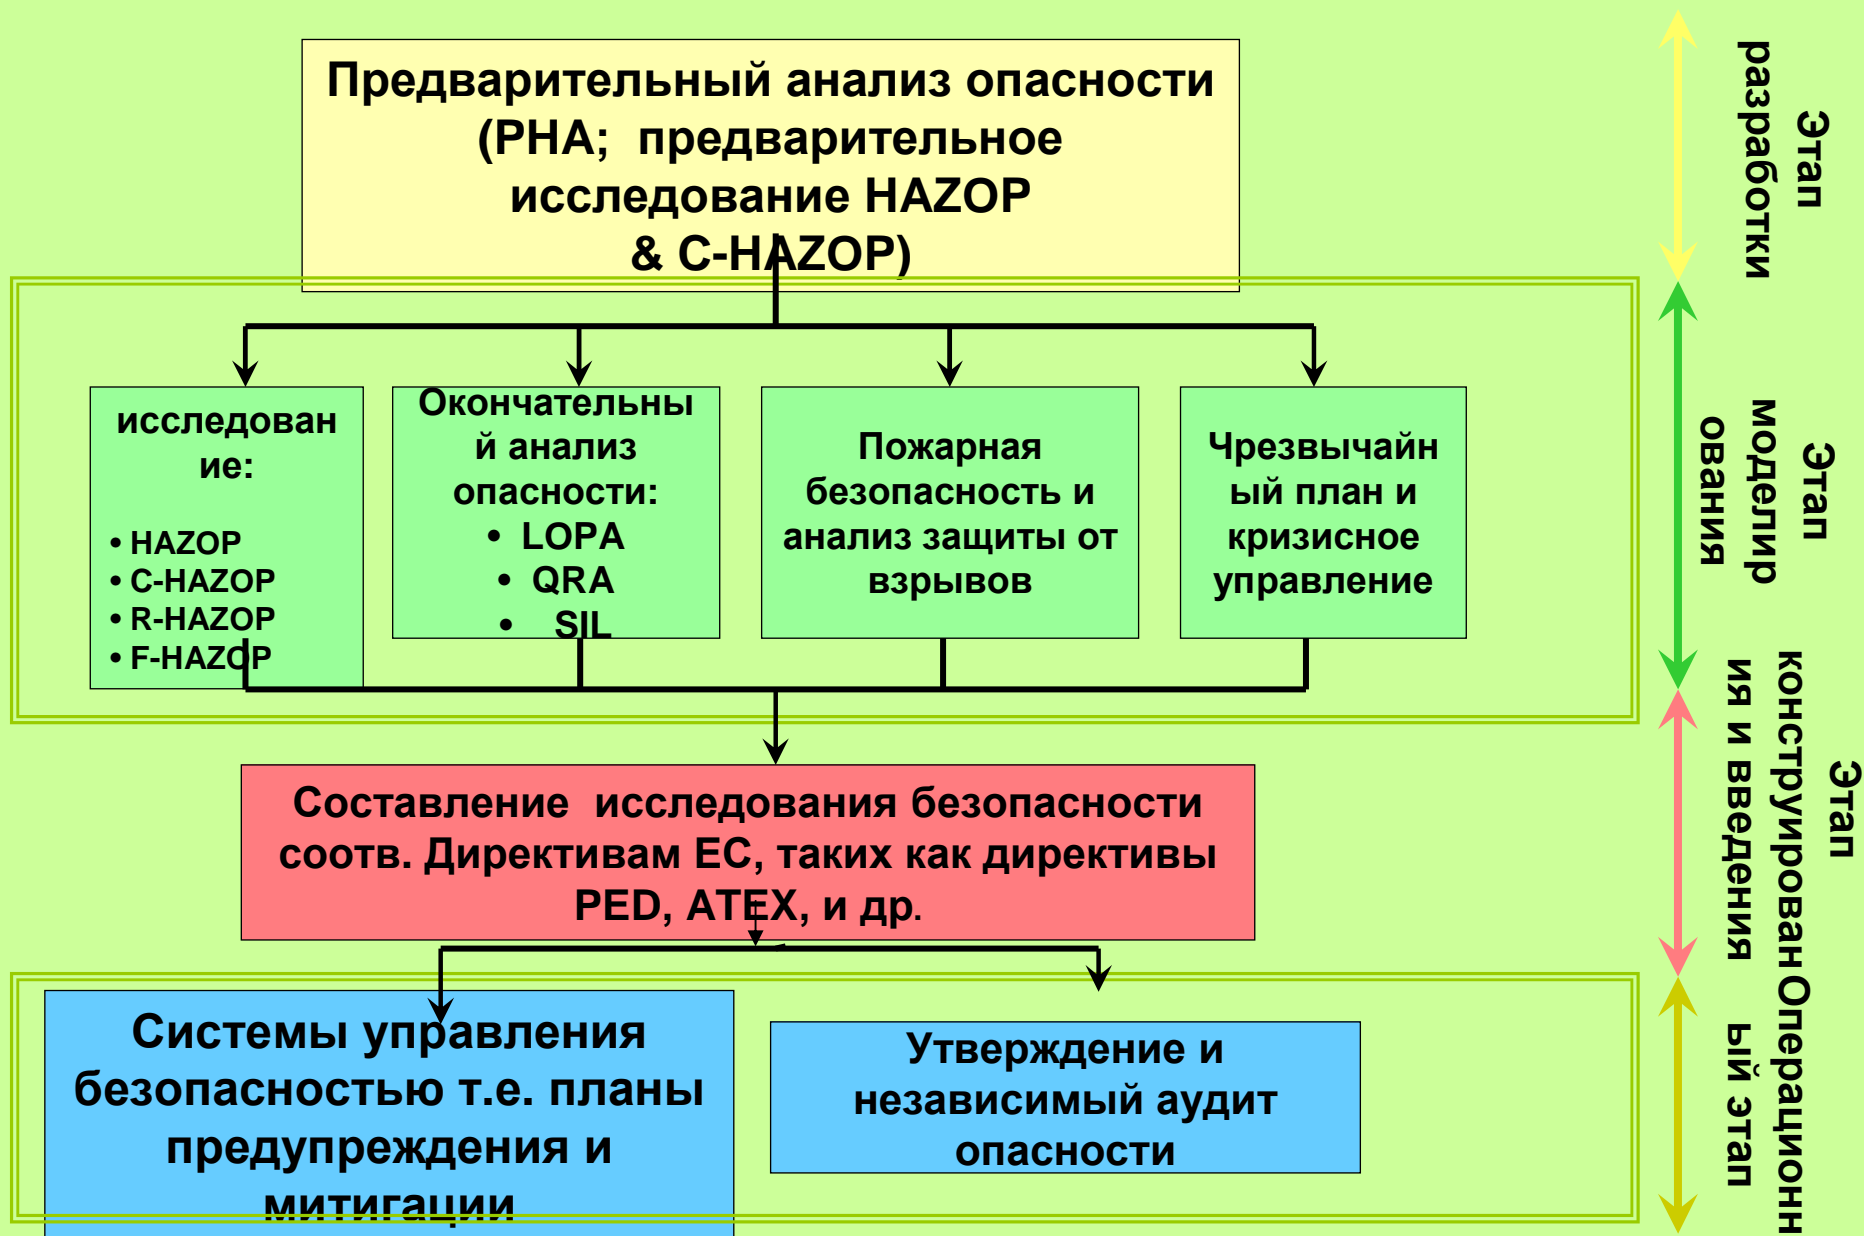 Предварительный анализ опасности
(PHA;  предварительное
исследование HAZOP
& C-HAZOP)
исследован
ие:
• HAZOP
• C-HAZOP
• R-HAZOP
• F-HAZOP
Окончательны
й анализ
опасности:
• LOPA
• QRA
• SIL
Пожарная
безопасность и
анализ защиты от
взрывов
Чрезвычайн
ый план и
кризисное
управление
Составление  исследования безопасности
соотв. Директивам ЕС, таких как директивы
PED, ATEX, и др.
Системы управления
безопасностью т.е. планы
предупреждения и
митигации
Утверждение и
независимый аудит
опасности
Этап
разработки
Этап
моделир
ования
Этап
конструирован
ия и введения
Операционн
ый этап